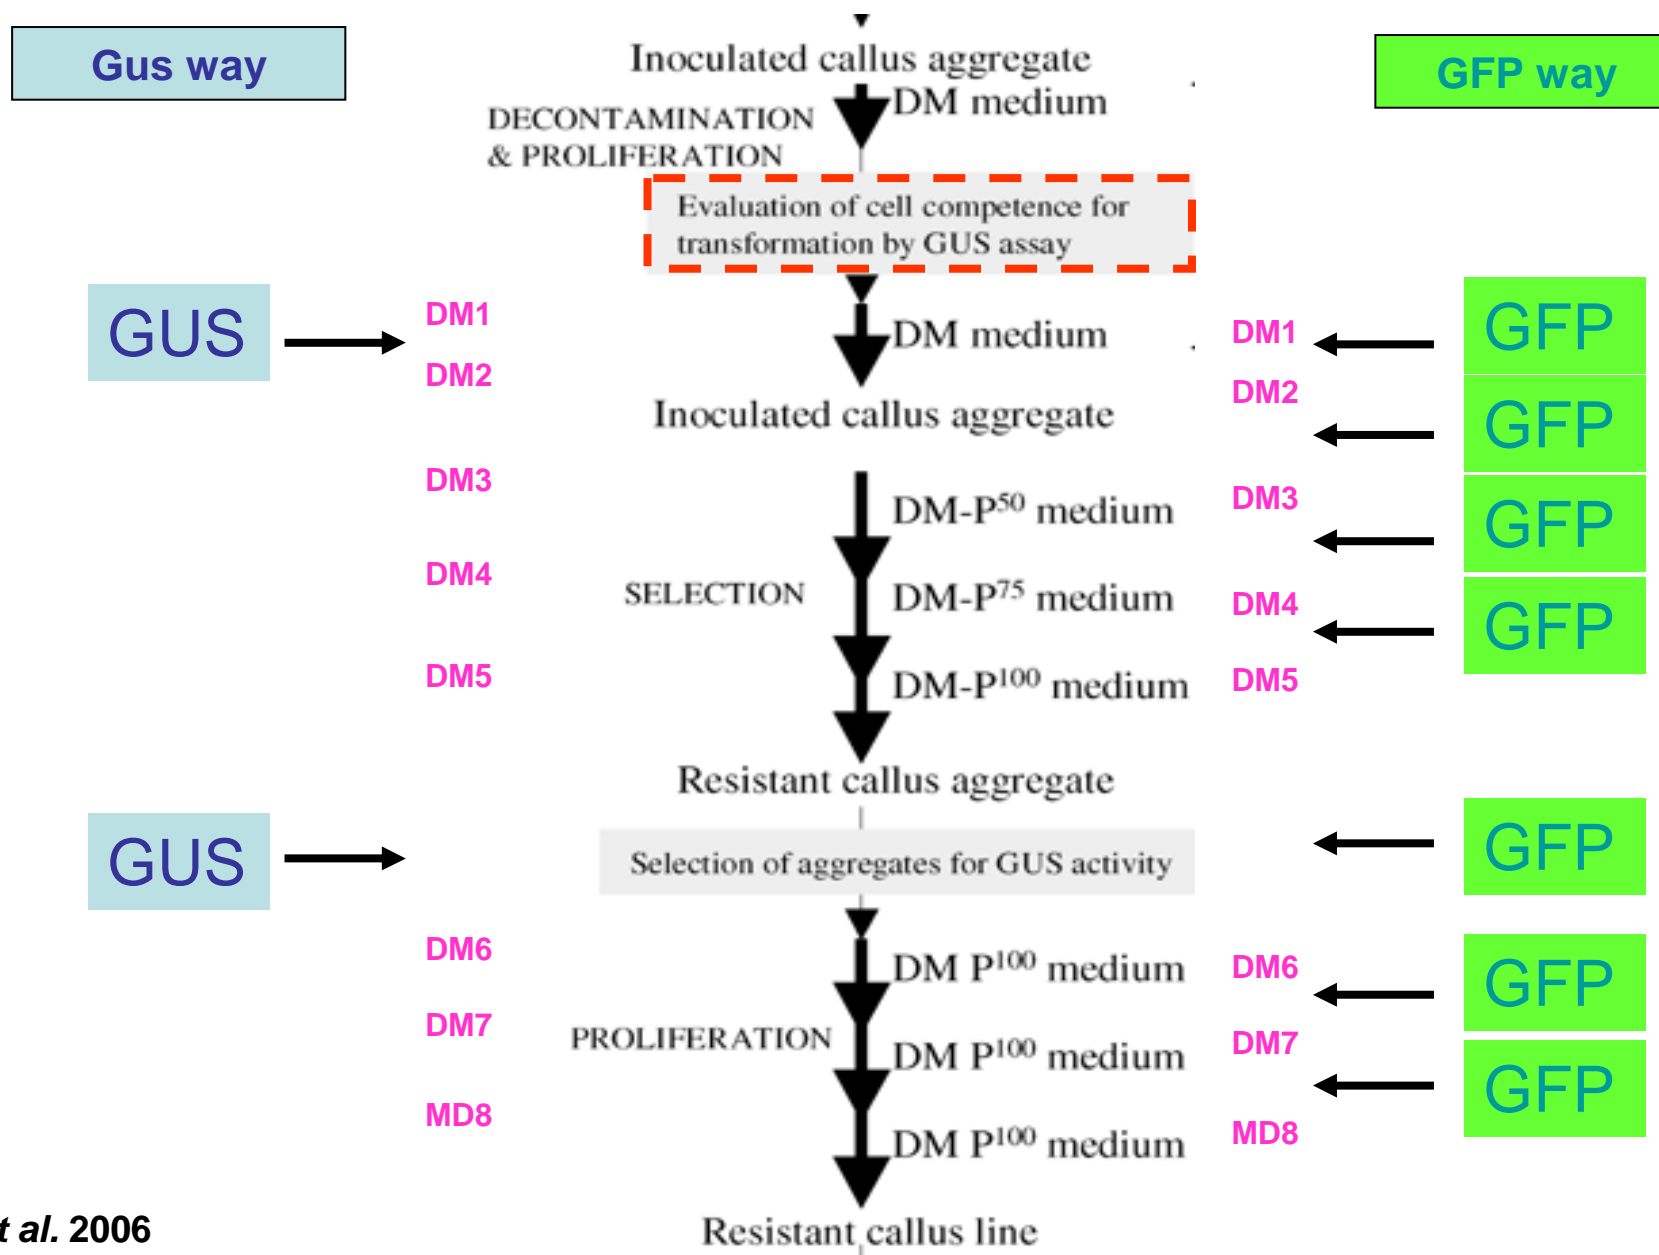 Gus way
GFP way
Inoculated callus aggregate
DM medium
DECONTAMINATION
& PROLIFERATION
Evaluation of cell competence for
transformation by GUS assay
GUS
DM1
DM medium
DM1
GFP
DM2
DM2
GFP
Inoculated callus aggregate
DM3
DM-P⁵⁰ medium
DM3
GFP
DM4
SELECTION
DM-P⁷⁵ medium
DM4
GFP
DM5
DM-P¹⁰⁰ medium
DM5
Resistant callus aggregate
GUS
Selection of aggregates for GUS activity
GFP
DM6
DM P¹⁰⁰ medium
DM6
GFP
DM7
PROLIFERATION
DM P¹⁰⁰ medium
DM7
GFP
MD8
DM P¹⁰⁰ medium
MD8
t al. 2006
Resistant callus line